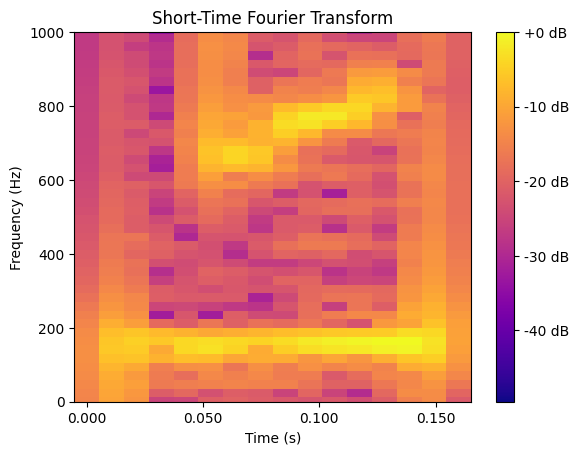 Short-Time Fourier Transform
1000
800
600
400
200
0
Frequency (Hz)
0.000
0.050
0.100
0.150
Time (s)
+0 dB
-10 dB
-20 dB
-30 dB
-40 dB